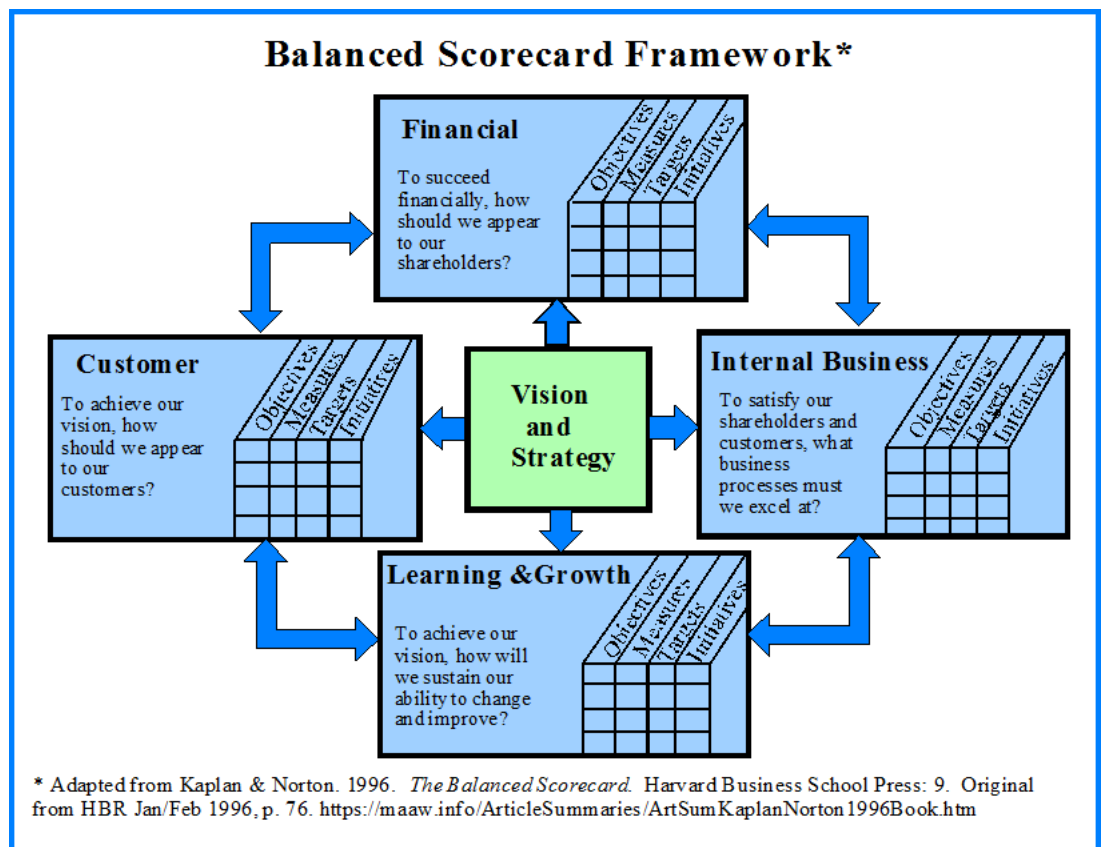 Balanced Scorecard Framework*
Financial
To succeed
financially, how
should we appear
to our
shareholders?
Objectives
Measures
Targets
Initiatives
Customer
To achieve our
vision, how
should we appear
to our
customers?
Objectives
Measures
Targets
Initiatives
Vision
and
Strategy
Internal Business
To satisfy our
shareholders and
customers, what
business
processes must
we excel at?
Objectives
Measures
Targets
Initiatives
Learning &Growth
To achieve our
vision, how will
we sustain our
ability to change
and improve?
Objectives
Measures
Targets
Initiatives
* Adapted from Kaplan & Norton. 1996. The Balanced Scorecard. Harvard Business School Press: 9. Original
from HBR Jan/Feb 1996, p. 76. https://maaw.info/ArticleSummaries/ArtSumKaplanNorton1996Book.htm